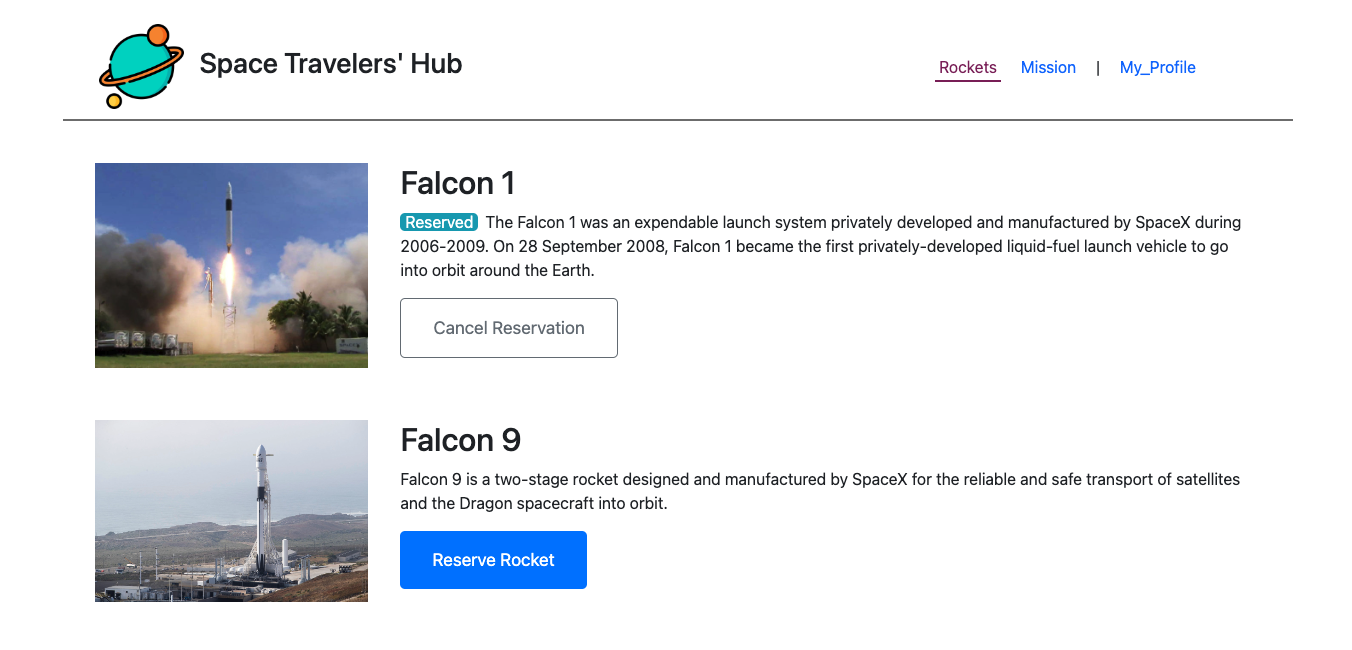 Space Travelers' Hub
Rockets Mission | My_Profile
Falcon 1
Reserved The Falcon 1 was an expendable launch system privately developed and manufactured by SpaceX during
2006-2009. On 28 September 2008, Falcon 1 became the first privately-developed liquid-fuel launch vehicle to go
into orbit around the Earth.
Cancel Reservation
Falcon 9
Falcon 9 is a two-stage rocket designed and manufactured by SpaceX for the reliable and safe transport of satellites
and the Dragon spacecraft into orbit.
Reserve Rocket